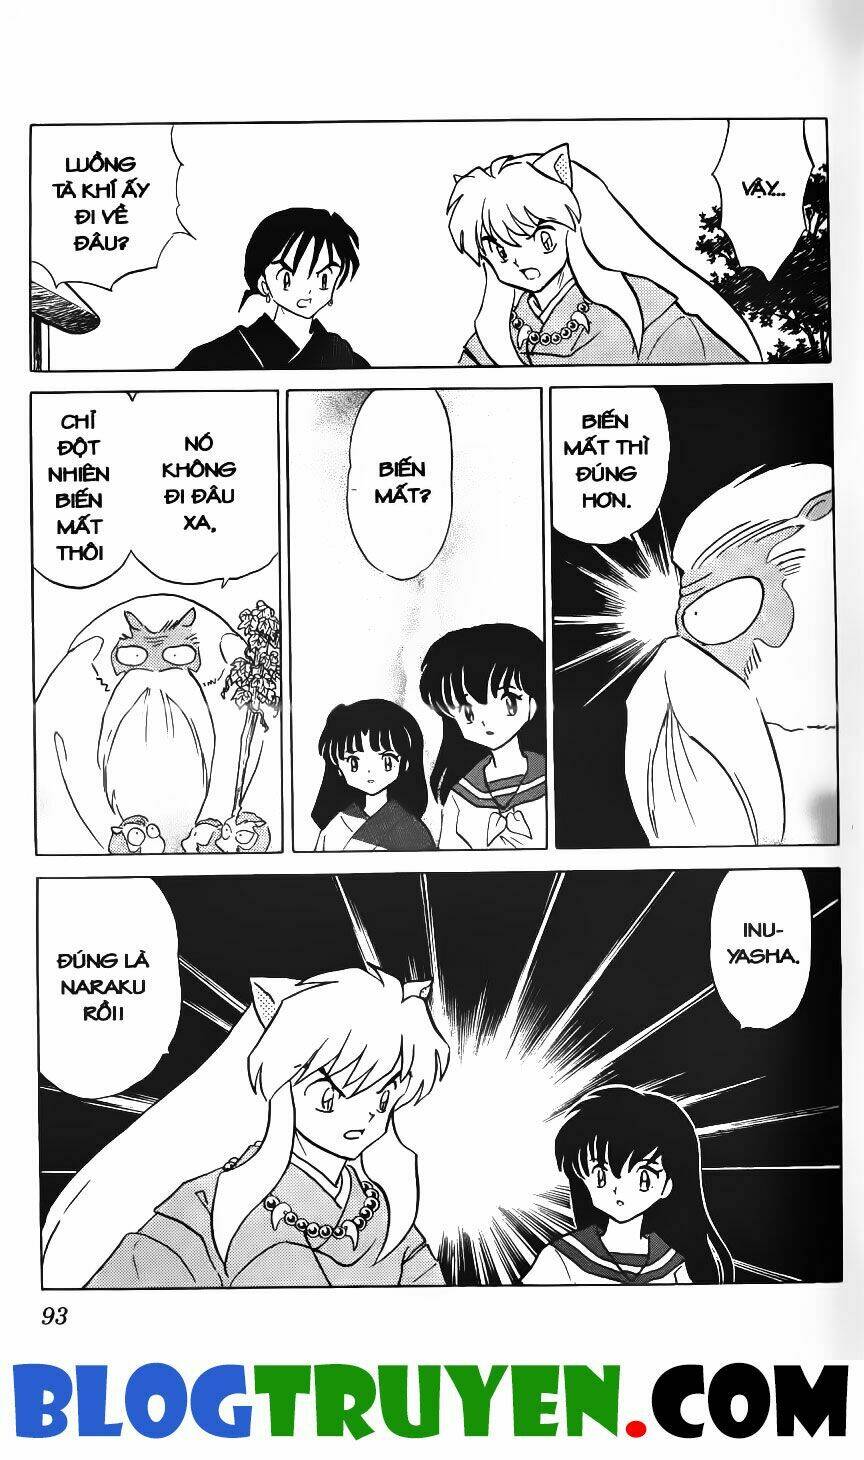 VẬY...
LUỒNG
TÀ KHÍ ẤY
ĐI VỀ
ĐÂU?
BIẾN
MẤT THÌ
ĐÚNG
HƠN.
BIẾN
MẤT?
NÓ
KHÔNG
ĐI ĐÂU
XA,
CHỈ
ĐỘT
NHIÊN
BIẾN
MẤT
THÔI
INU-
YASHA.
ĐÚNG LÀ
NARAKU
RỒI!
93
BLOGTRUYEN.COM